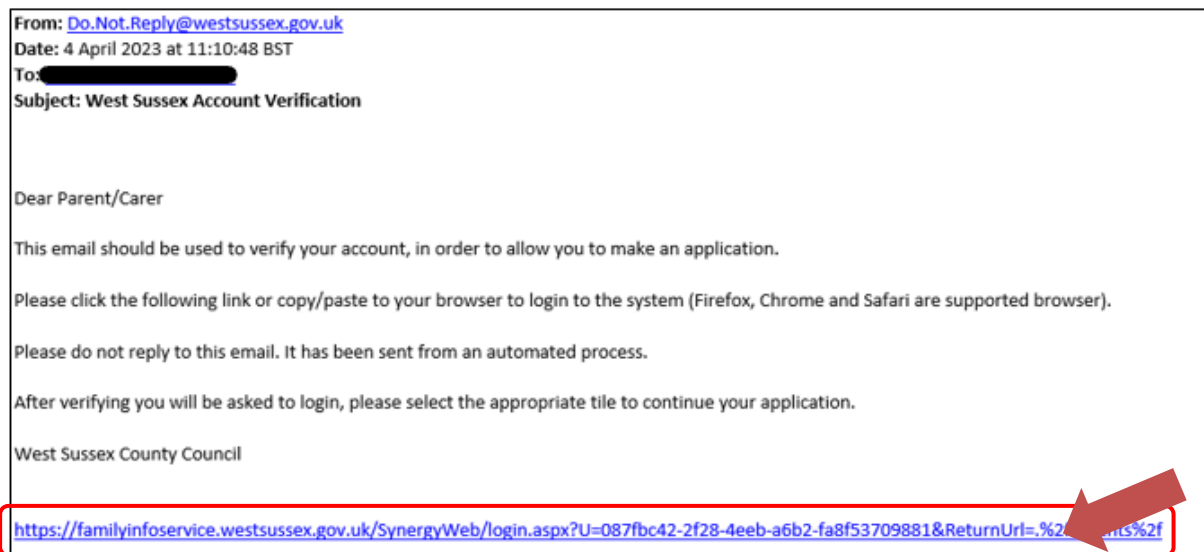 From: Do.Not.Reply@westsussex.gov.uk
Date: 4 April 2023 at 11:10:48 BST
To:
Subject: West Sussex Account Verification
Dear Parent/Carer
This email should be used to verify your account, in order to allow you to make an application.
Please click the following link or copy/paste to your browser to login to the system (Firefox, Chrome and Safari are supported browser).
Please do not reply to this email. It has been sent from an automated process.
After verifying you will be asked to login, please select the appropriate tile to continue your application.
West Sussex County Council
https://familyinfoservice.westsussex.gov.uk/SynergyWeb/login.aspx?U=087fbc42-2f28-4eeb-a6b2-fa8f53709881&ReturnUrl=.%2 nts%2f